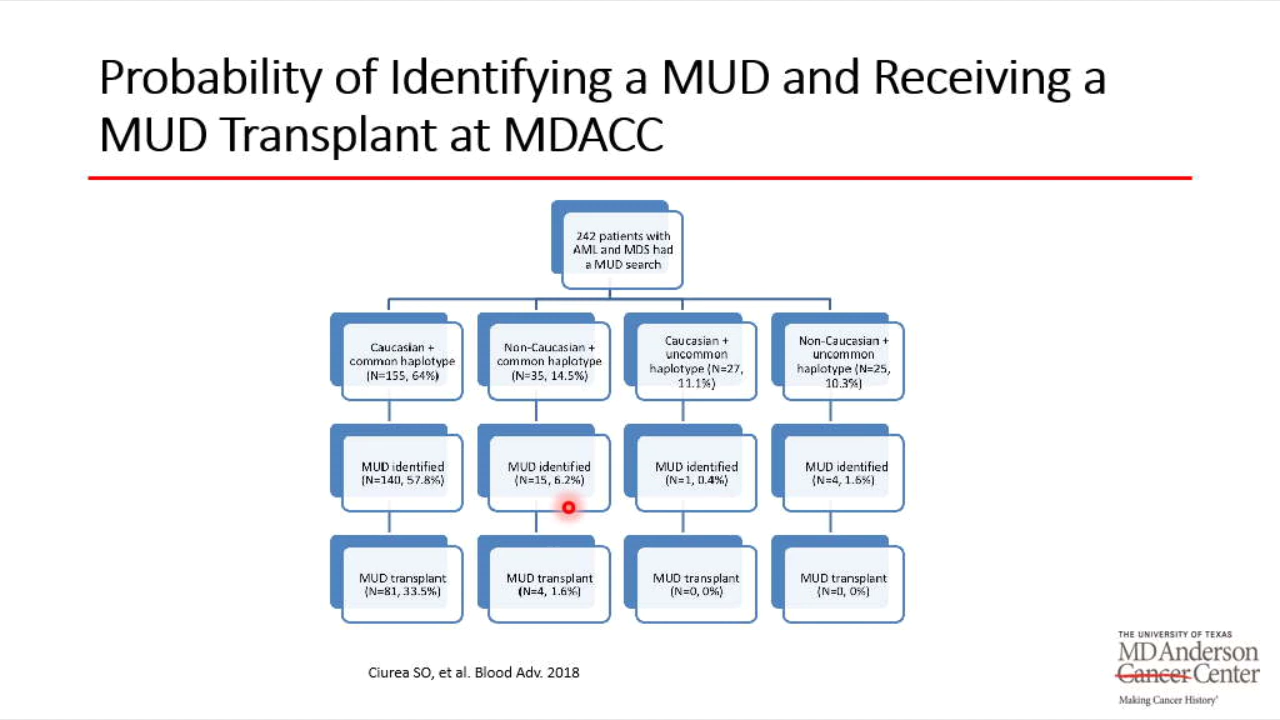 Probability of Identifying a MUD and Receiving a
MUD Transplant at MDACC
242 patients with
AML and MDS had
a MUD search
Caucasian +
common haplotype
(N=155, 64%)
Non-Caucasian +
common haplotype
(N=35, 14.5%)
Caucasian +
uncommon
haplotype (N=27,
11.1%)
Non-Caucasian +
uncommon
haplotype (N=25,
10.3%)
MUD identified
(N=140, 57.8%)
MUD identified
(N=15, 6.2%)
MUD identified
(N=1, 0.4%)
MUD identified
(N=4, 1.6%)
MUD transplant
(N=81, 33.5%)
MUD transplant
(N=4, 1.6%)
MUD transplant
(N=0, 0%)
MUD transplant
(N=0, 0%)
Ciurea SO, et al. Blood Adv. 2018
THE UNIVERSITY OF TEXAS
MD Anderson
Cancer Center
Making Cancer History®